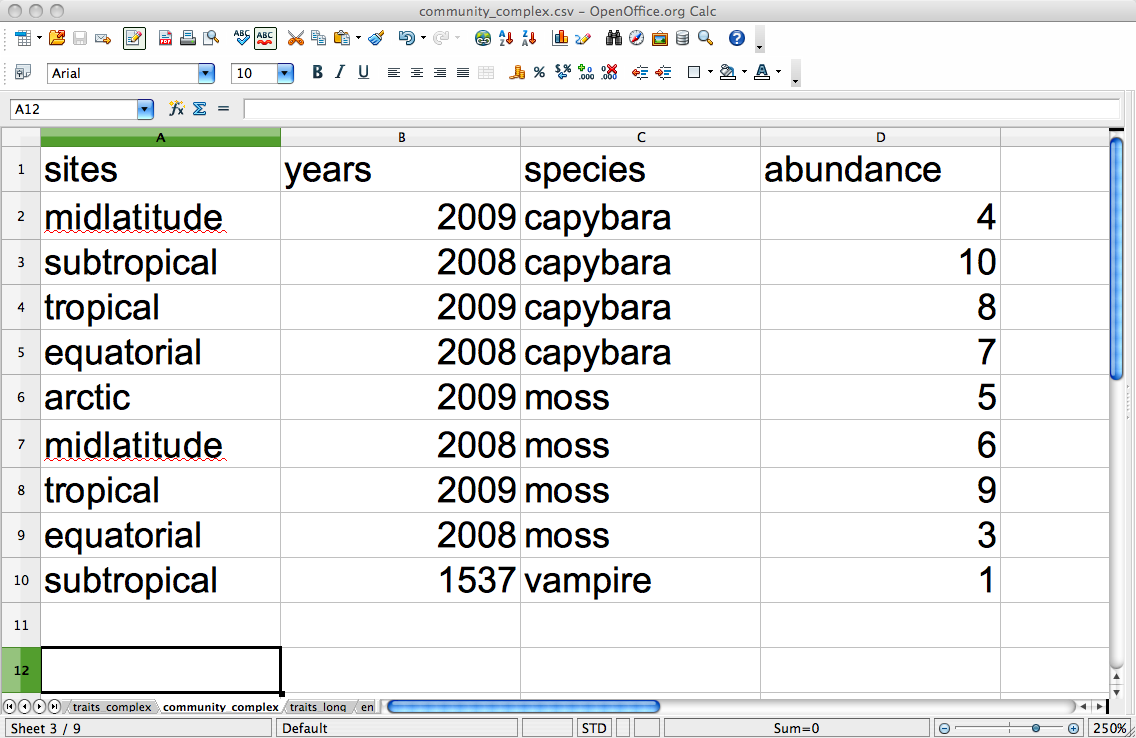 community_complex.csv - OpenOffice.org Calc
Arial 10 B I U
A12
A B C D
1 sites years species abundance
2 midlatitude 2009 capybara 4
3 subtropical 2008 capybara 10
4 tropical 2009 capybara 8
5 equatorial 2008 capybara 7
6 arctic 2009 moss 5
7 midlatitude 2008 moss 6
8 tropical 2009 moss 9
9 equatorial 2008 moss 3
10 subtropical 1537 vampire 1
11
12
traits_complex community_complex traits_long en
Sheet 3 / 9 Default STD Sum=0 250%